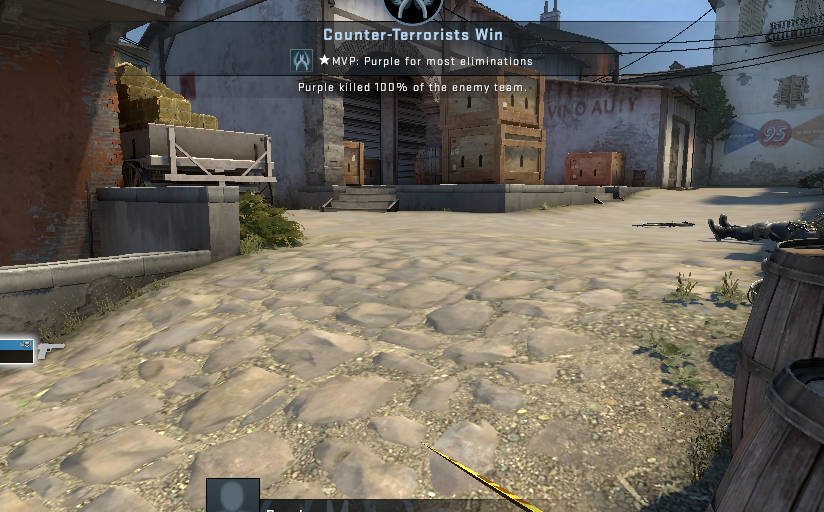 Counter-Terrorists Win
★MVP: Purple for most eliminations
Purple killed 100% of the enemy team.
VINO AUTY
95